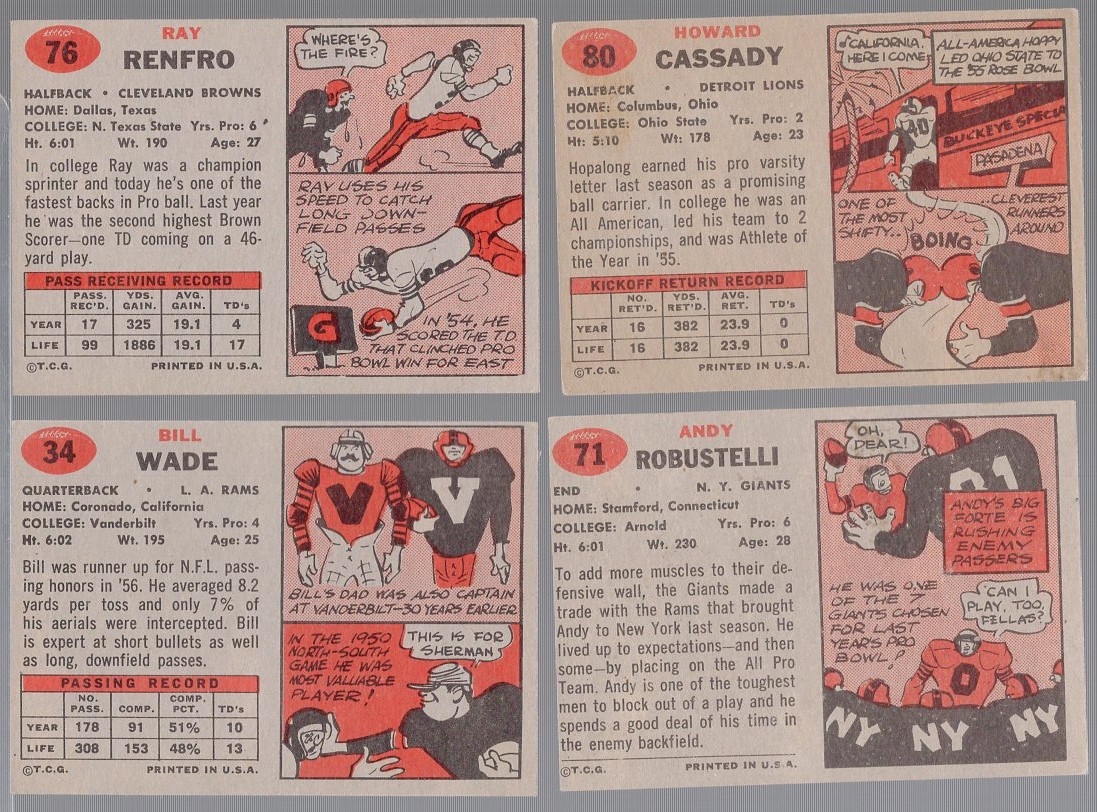 76
RAY
RENFRO
HALFBACK • CLEVELAND BROWNS
HOME: Dallas, Texas
COLLEGE: N. Texas State Yrs. Pro: 6
Ht. 6:01 Wt. 190 Age: 27
In college Ray was a champion
sprinter and today he's one of the
fastest backs in Pro ball. Last year
he was the second highest Brown
Scorer—one TD coming on a 46-
yard play.
PASS RECEIVING RECORD
PASS. REC'D. YDS. GAIN. AVG. GAIN. TD's
YEAR 17 325 19.1 4
LIFE 99 1886 19.1 17
©T.C.G. PRINTED IN U.S.A.
WHERE'S
THE FIRE?
RAY USES HIS
SPEED TO CATCH
LONG DOWN-
FIELD PASSES
G
IN '54, HE
SCORED THE T.D.
THAT CLINCHED PRO
BOWL WIN FOR EAST
80
HOWARD
CASSADY
HALFBACK • DETROIT LIONS
HOME: Columbus, Ohio
COLLEGE: Ohio State Yrs. Pro: 2
Ht: 5:10 Wt: 178 Age: 23
Hopalong earned his pro varsity
letter last season as a promising
ball carrier. In college he was an
All American, led his team to 2
championships, and was Athlete of
the Year in '55.
KICKOFF RETURN RECORD
NO. RET'D. YDS. RET'D. AVG. RET. TD's
YEAR 16 382 23.9 0
LIFE 16 382 23.9 0
©T.C.G. PRINTED IN U.S.A.
♪CALIFORNIA,
HERE I COME
ALL-AMERICA HOPPY
LED OHIO STATE TO
THE '55 ROSE BOWL
40
BUCKEYE SPECIA
PASADENA
ONE OF
THE MOST
SHIFTY..
..CLEVEREST
RUNNERS
AROUND
BOING
34
BILL
WADE
QUARTERBACK • L. A. RAMS
HOME: Coronado, California
COLLEGE: Vanderbilt Yrs. Pro: 4
Ht. 6:02 Wt. 195 Age: 25
Bill was runner up for N.F.L. pass-
ing honors in '56. He averaged 8.2
yards per toss and only 7% of
his aerials were intercepted. Bill
is expert at short bullets as well
as long, downfield passes.
PASSING RECORD
NO. PASS. COMP. COMP. PCT. TD's
YEAR 178 91 51% 10
LIFE 308 153 48% 13
©T.C.G. PRINTED IN U.S.A.
V V
BILL'S DAD WAS ALSO CAPTAIN
AT VANDERBILT—30 YEARS EARLIER
IN THE 1950
NORTH-SOUTH
GAME HE WAS
MOST VALUABLE
PLAYER!
THIS IS FOR
SHERMAN
71
ANDY
ROBUSTELLI
END • N. Y. GIANTS
HOME: Stamford, Connecticut
COLLEGE: Arnold Yrs. Pro: 6
Ht. 6:01 Wt. 230 Age: 28
To add more muscles to their de-
fensive wall, the Giants made a
trade with the Rams that brought
Andy to New York last season. He
lived up to expectations—and then
some—by placing on the All Pro
Team. Andy is one of the toughest
men to block out of a play and he
spends a good deal of his time in
the enemy backfield.
©T.C.G. PRINTED IN U.S.A.
OH,
DEAR!
81
ANDY'S BIG
FORTE IS
RUSHING
ENEMY
PASSERS
HE WAS ONE
OF THE 7
GIANTS CHOSEN
FOR LAST
YEAR'S PRO
BOWL!
CAN I
PLAY, TOO,
FELLAS?
0
NY NY NY